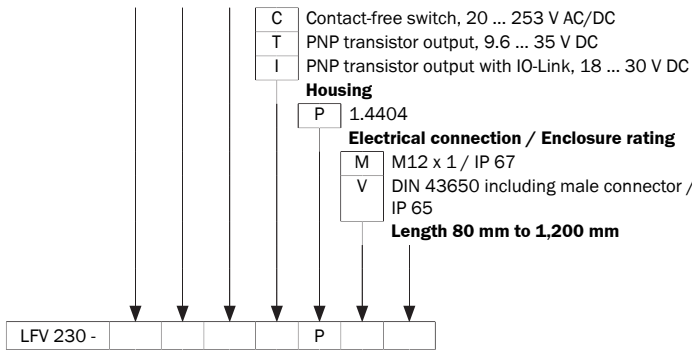 C Contact-free switch, 20 ... 253 V AC/DC
T PNP transistor output, 9.6 ... 35 V DC
I PNP transistor output with IO-Link, 18 ... 30 V DC
Housing
P 1.4404
Electrical connection / Enclosure rating
M M12 x 1 / IP 67
V DIN 43650 including male connector /
IP 65
Length 80 mm to 1,200 mm
LFV 230 - P